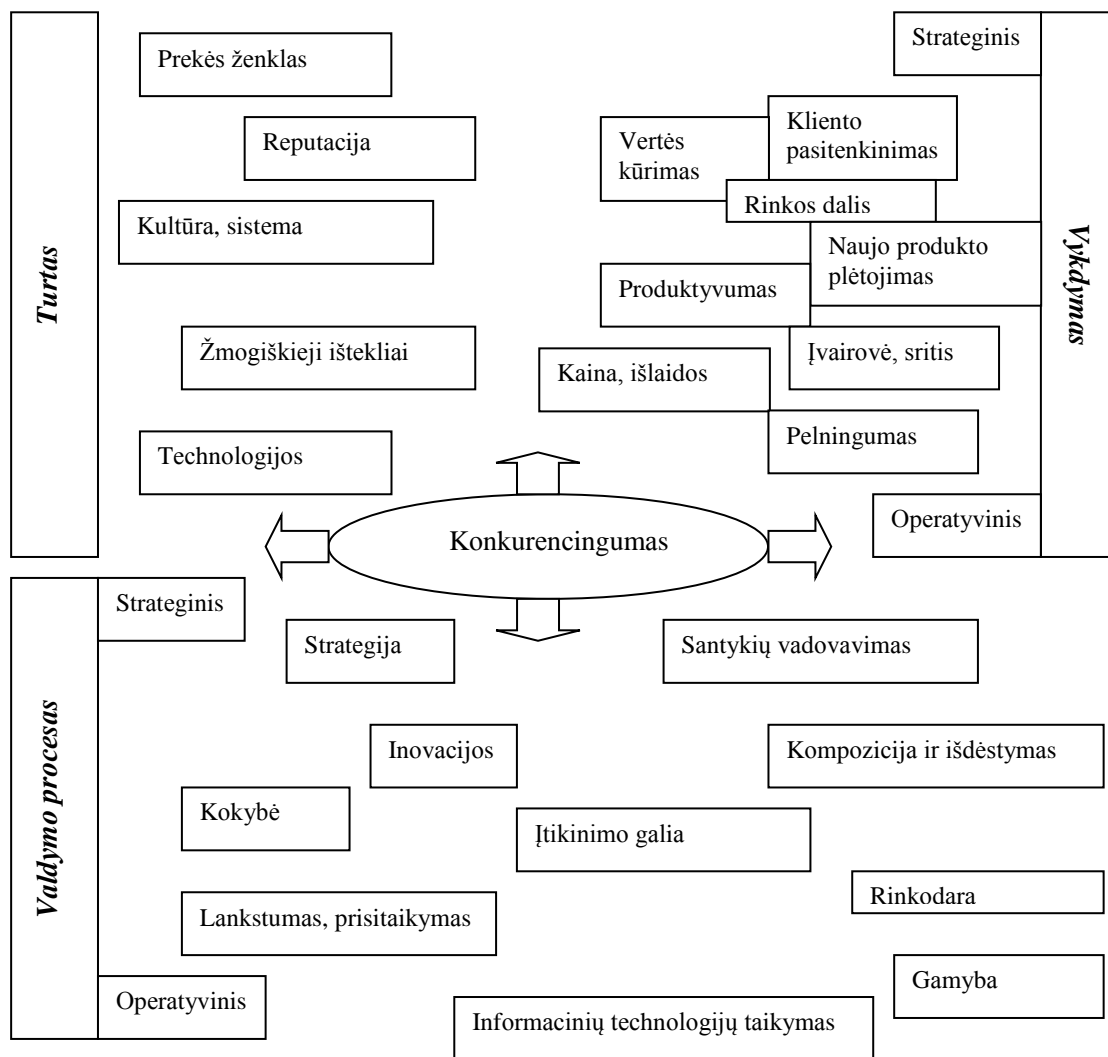 Turtas
Prekės ženklas
Reputacija
Kultūra, sistema
Žmogiškieji ištekliai
Technologijos
Strateginis
Vykdymas
Kliento
pasitenkinimas
Vertės
kūrimas
Rinkos dalis
Naujo produkto
plėtojimas
Produktyvumas
Įvairovė, sritis
Kaina, išlaidos
Pelningumas
Operatyvinis
Konkurencingumas
Valdymo procesas
Strateginis
Strategija
Santykių vadovavimas
Inovacijos
Kompozicija ir išdėstymas
Kokybė
Įtikinimo galia
Rinkodara
Lankstumas, prisitaikymas
Gamyba
Operatyvinis
Informacinių technologijų taikymas